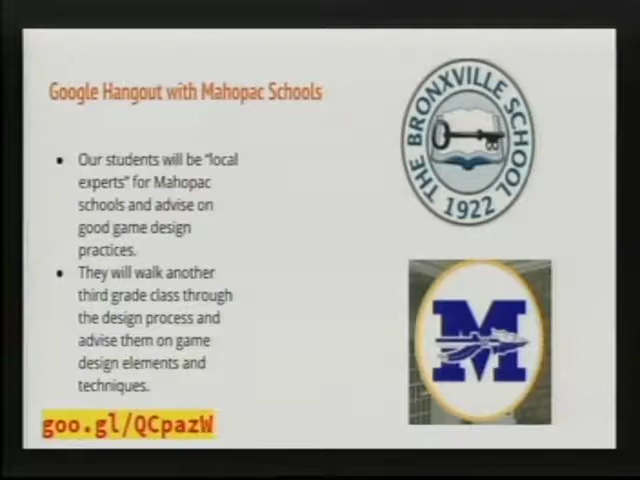 Google Hangout with Mahopac Schools
THE BRONXVILLE SCHOOL
1922
Our students will be "local
experts" for Mahopac
schools and advise on
good game design
practices.
They will walk another
third grade class through
the design process and
advise them on game
design elements and
techniques.
M
goo.gl/QCpazW